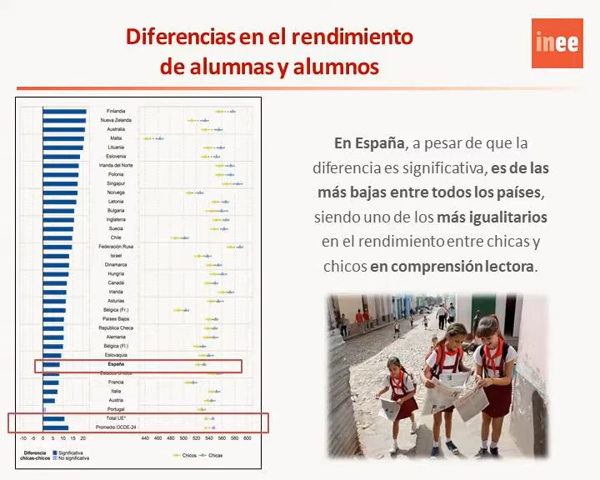 Diferencias en el rendimiento
de alumnas y alumnos
inee
Finlandia
Nueva Zelanda
Australia
Malta
Lituania
Eslovenia
Irlanda del Norte
Polonia
Singapur
Noruega
Letonia
Bulgaria
Inglaterra
Suecia
Chile
Federación Rusa
Israel
Dinamarca
Hungría
Canadá
Irlanda
Asturias
Bélgica (Fr.)
Países Bajos
República Checa
Alemania
Bélgica (Fl.)
Eslovaquia
España
Estados Unidos
Francia
Italia
Austria
Portugal
Total UE*
Promedio OCDE-24
-10 -5 0 5 10 15 20
440 460 480 500 520 540 560 580 600
Diferencia
chicas-chicos
Significativa
No significativa
Chicos
Chicas
En España, a pesar de que la
diferencia es significativa, es de las
más bajas entre todos los países,
siendo uno de los más igualitarios
en el rendimiento entre chicas y
chicos en comprensión lectora.